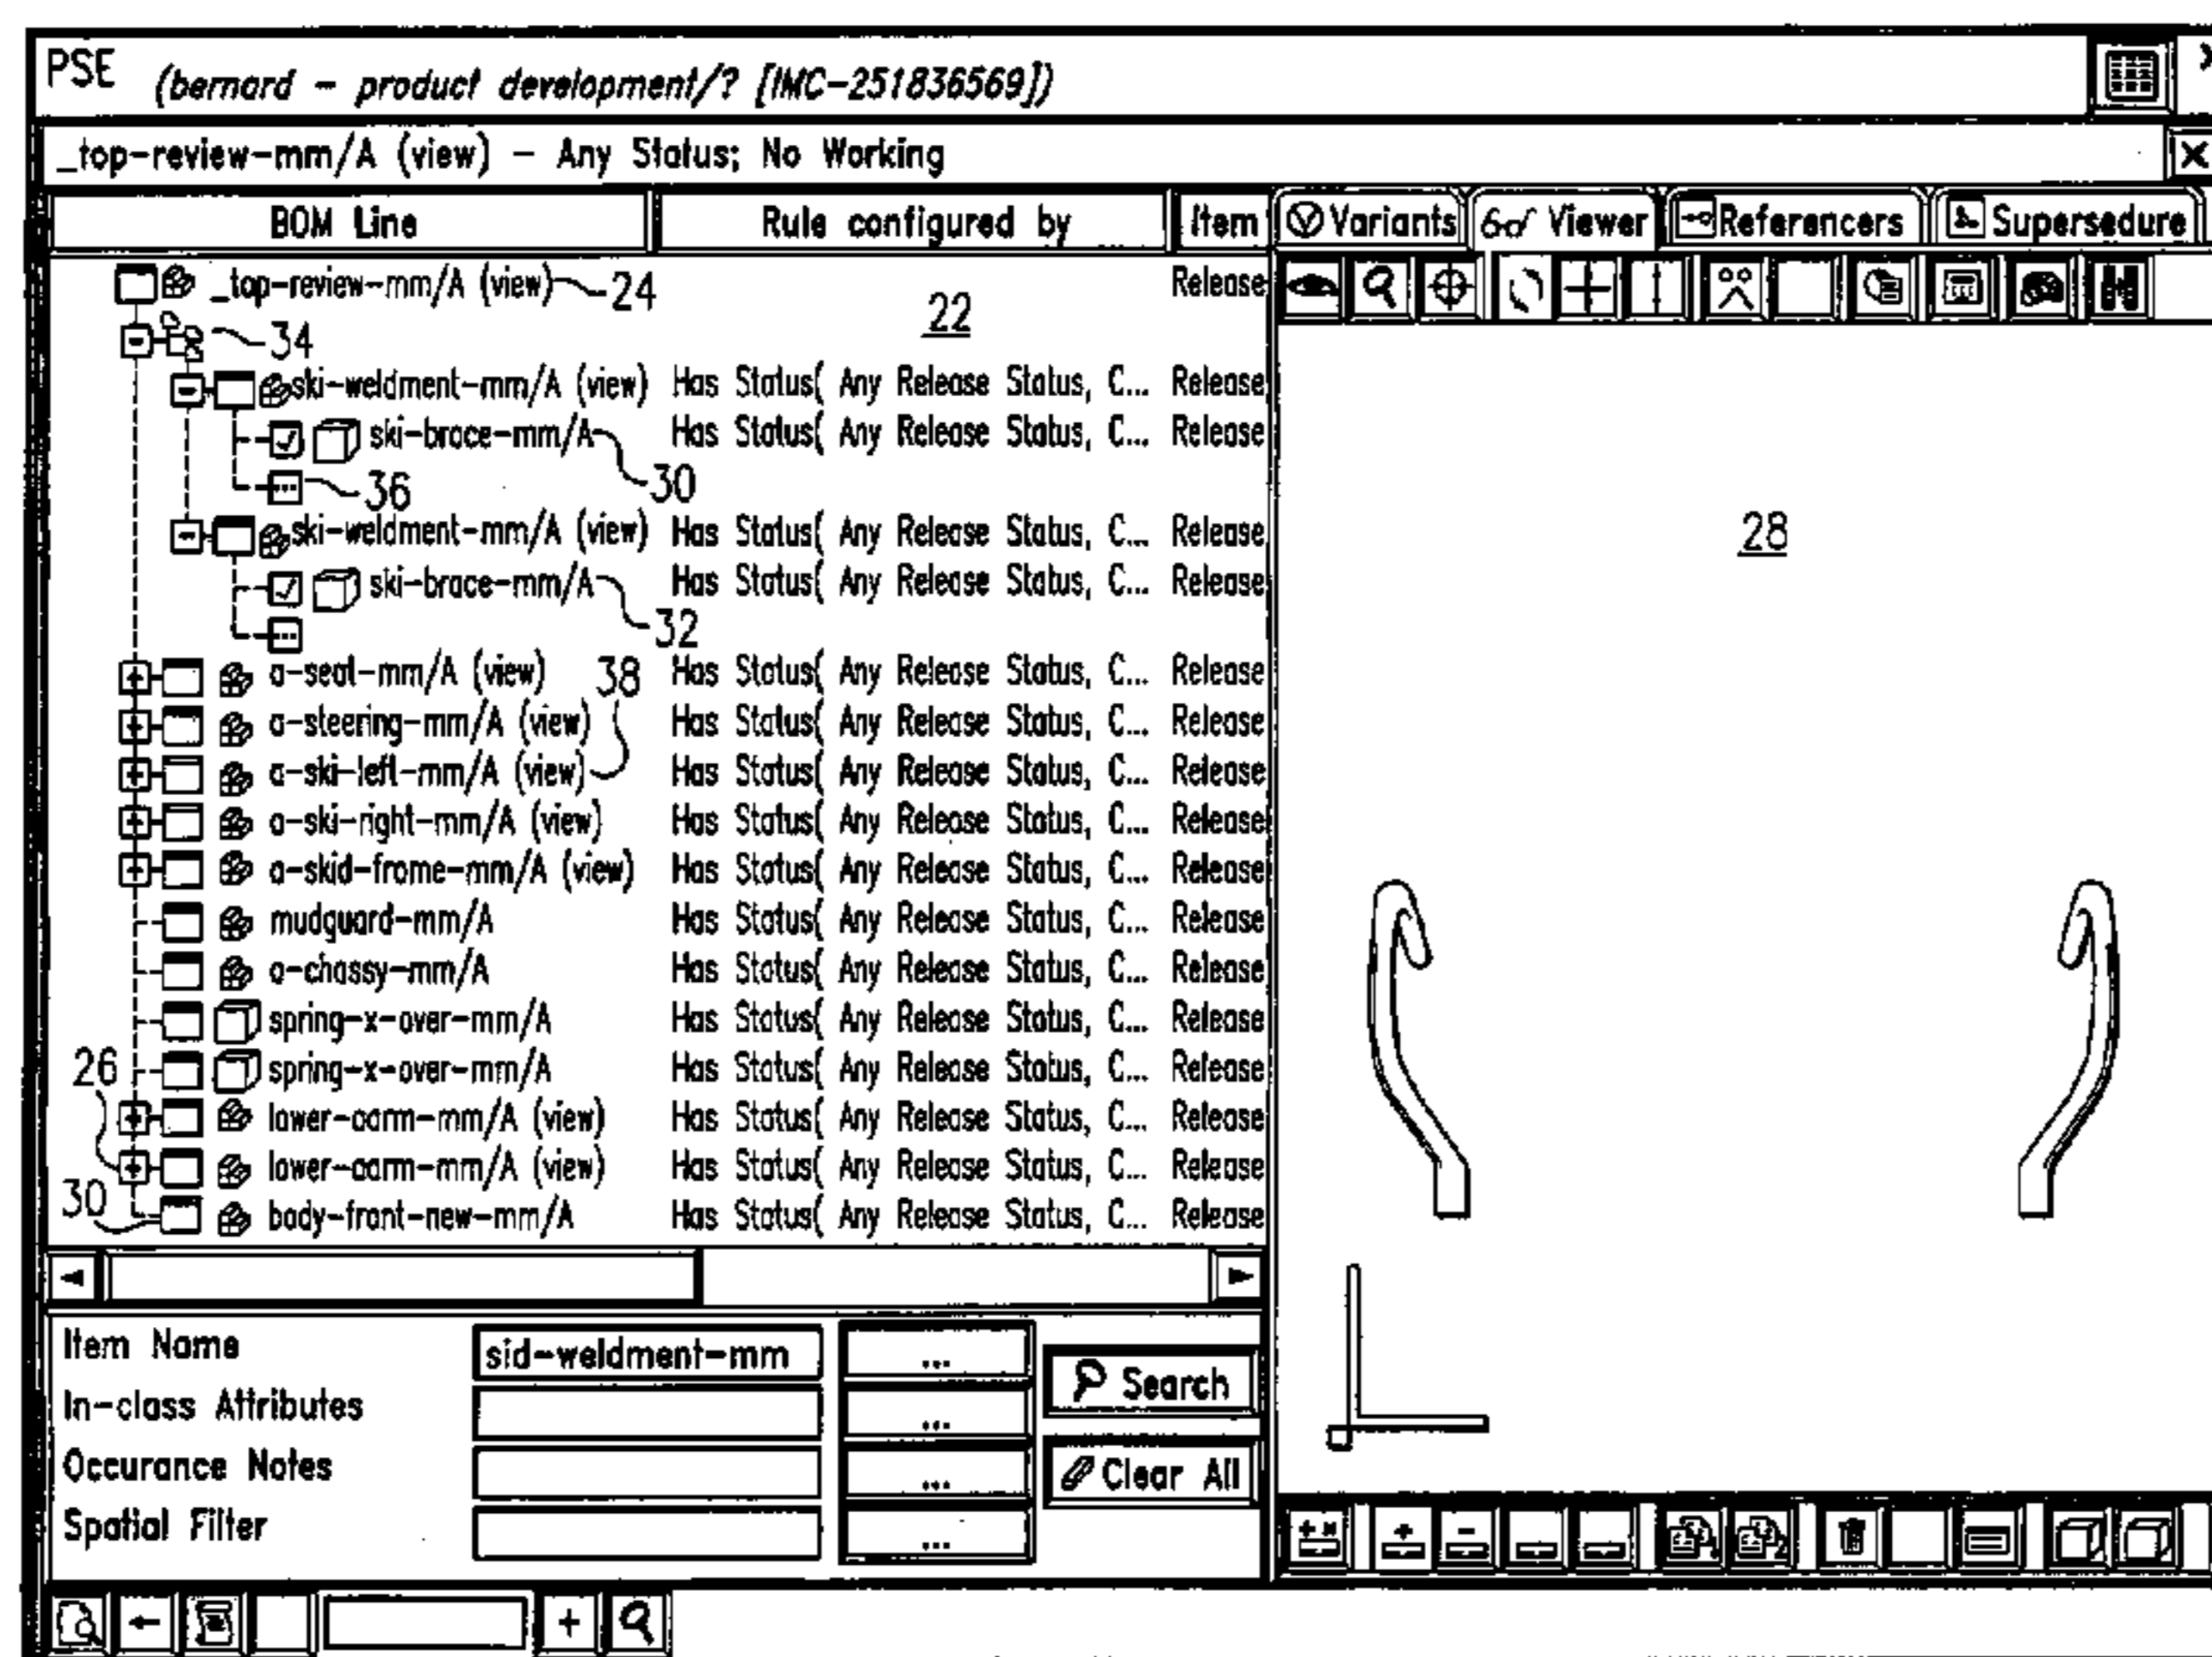 PSE (bernard - product development/? [IMC-251836569])
_top-review-mm/A (view) - Any Status; No Working
BOM Line Rule configured by Item Variants Viewer Referencers Supersedure
_top-review-mm/A (view) 24 Release
22
34
ski-weldment-mm/A (view) Has Status( Any Release Status, C... Release
ski-brace-mm/A Has Status( Any Release Status, C... Release
36 30
ski-weldment-mm/A (view) Has Status( Any Release Status, C... Release
28
ski-brace-mm/A Has Status( Any Release Status, C... Release
32
a-seat-mm/A (view) 38 Has Status( Any Release Status, C... Release
a-steering-mm/A (view) Has Status( Any Release Status, C... Release
a-ski-left-mm/A (view) Has Status( Any Release Status, C... Release
a-ski-right-mm/A (view) Has Status( Any Release Status, C... Release
a-skid-frame-mm/A (view) Has Status( Any Release Status, C... Release
mudguard-mm/A Has Status( Any Release Status, C... Release
a-chassy-mm/A Has Status( Any Release Status, C... Release
spring-x-over-mm/A Has Status( Any Release Status, C... Release
26 spring-x-over-mm/A Has Status( Any Release Status, C... Release
lower-aarm-mm/A (view) Has Status( Any Release Status, C... Release
lower-aarm-mm/A (view) Has Status( Any Release Status, C... Release
30 body-front-new-mm/A Has Status( Any Release Status, C... Release
Item Name sid-weldment-mm ... Search
In-class Attributes ...
Occurance Notes ... Clear All
Spatial Filter ...